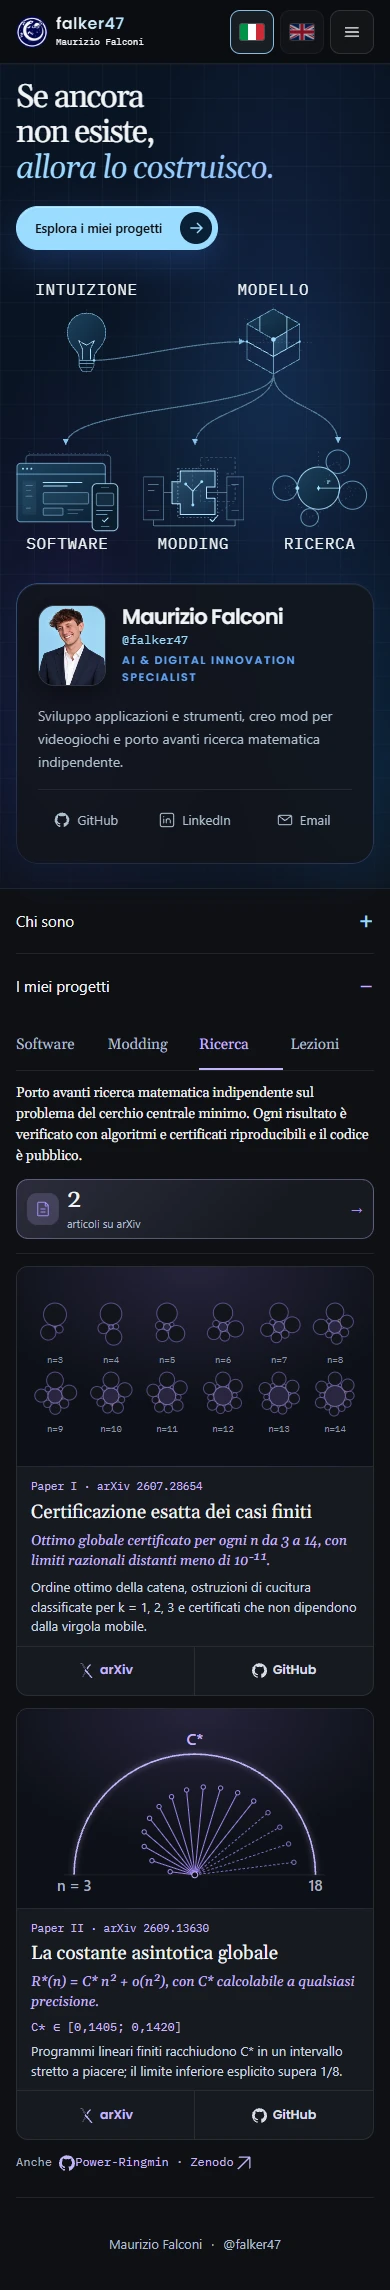 falker47
Maurizio Falconi
Se ancora
non esiste,
allora lo costruisco.
Esplora i miei progetti →
INTUIZIONE MODELLO
r
SOFTWARE MODDING RICERCA
Maurizio Falconi
@falker47
AI & DIGITAL INNOVATION
SPECIALIST
Sviluppo applicazioni e strumenti, creo mod per
videogiochi e porto avanti ricerca matematica
indipendente.
GitHub LinkedIn Email
Chi sono +
I miei progetti −
Software Modding Ricerca Lezioni
Porto avanti ricerca matematica indipendente sul
problema del cerchio centrale minimo. Ogni risultato è
verificato con algoritmi e certificati riproducibili e il codice
è pubblico.
2
articoli su arXiv →
n=3 n=4 n=5 n=6 n=7 n=8
n=9 n=10 n=11 n=12 n=13 n=14
Paper I · arXiv 2607.28654
Certificazione esatta dei casi finiti
Ottimo globale certificato per ogni n da 3 a 14, con
limiti razionali distanti meno di 10⁻¹¹.
Ordine ottimo della catena, ostruzioni di cucitura
classificate per k = 1, 2, 3 e certificati che non dipendono
dalla virgola mobile.
arXiv GitHub
C*
n = 3 18
Paper II · arXiv 2609.13630
La costante asintotica globale
R*(n) = C* n² + o(n²), con C* calcolabile a qualsiasi
precisione.
C* ∈ [0,1405; 0,1420]
Programmi lineari finiti racchiudono C* in un intervallo
stretto a piacere; il limite inferiore esplicito supera 1/8.
arXiv GitHub
Anche Power-Ringmin · Zenodo
Maurizio Falconi · @falker47